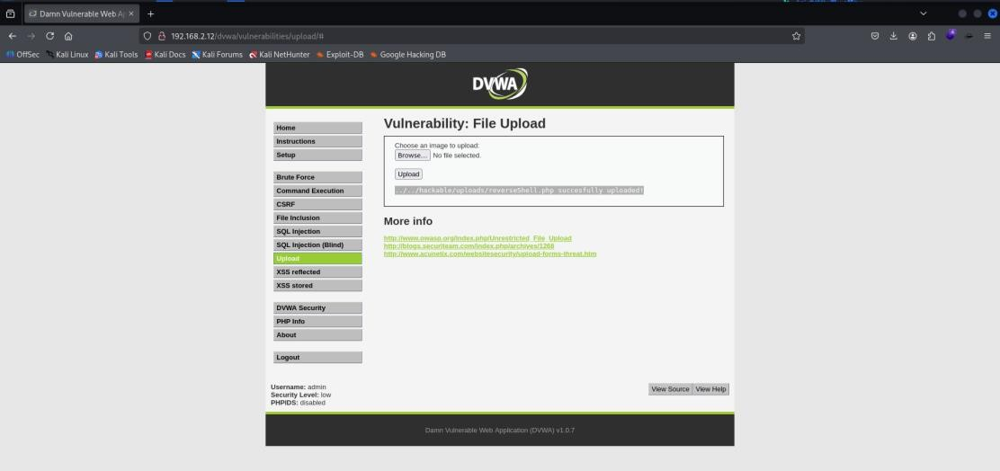 Damn Vulnerable Web Ap
192.168.2.12/dvwa/vulnerabilities/upload/#
OffSec Kali Linux Kali Tools Kali Docs Kali Forums Kali NetHunter Exploit-DB Google Hacking DB
DVWA
Home
Instructions
Setup
Brute Force
Command Execution
CSRF
File Inclusion
SQL Injection
SQL Injection (Blind)
Upload
XSS reflected
XSS stored
DVWA Security
PHP Info
About
Logout
Vulnerability: File Upload
Choose an image to upload:
Browse... No file selected.
Upload
../../hackable/uploads/reverseShell.php succesfully uploaded!
More info
http://www.owasp.org/index.php/Unrestricted_File_Upload
http://blogs.securiteam.com/index.php/archives/1268
http://www.acunetix.com/websitesecurity/upload-forms-threat.htm
Username: admin
Security Level: low
PHPIDS: disabled
View Source View Help
Damn Vulnerable Web Application (DVWA) v1.0.7